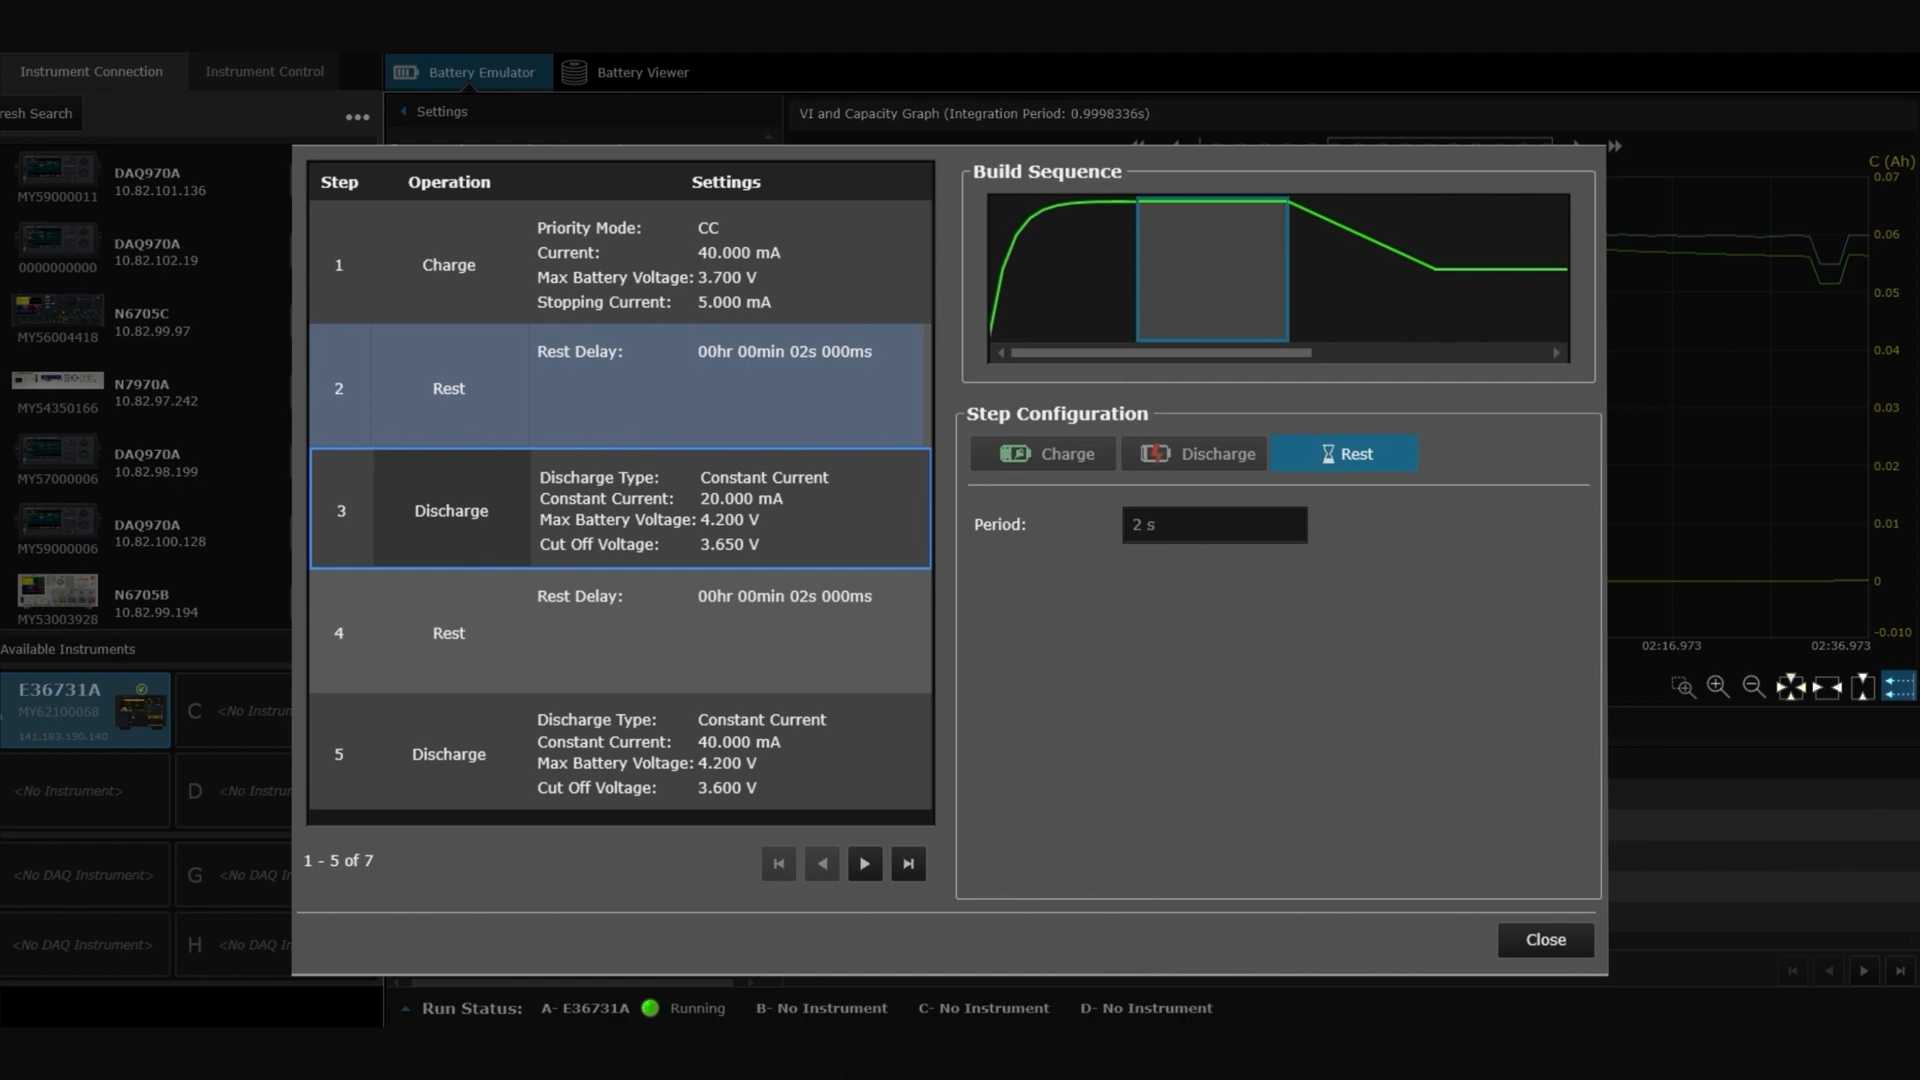 Instrument Connection
Instrument Control
Battery Emulator
Battery Viewer
resh Search
Settings
VI and Capacity Graph (Integration Period: 0.9998336s)
DAQ970A
10.82.101.136
MY59000011
DAQ970A
10.82.102.19
0000000000
N6705C
10.82.99.97
MY56004418
N7970A
10.82.97.242
MY54350166
DAQ970A
10.82.98.199
MY57000006
DAQ970A
10.82.100.128
MY59000006
N6705B
10.82.99.194
MY53003928
Available Instruments
E36731A
MY62100068
141.183.190.140
C <No Instrum
<No Instrument>
D <No Instrun
<No DAQ Instrument>
G <No DAQ Ir
<No DAQ Instrument>
H <No DAQ In
Step Operation Settings
1 Charge
Priority Mode: CC
Current: 40.000 mA
Max Battery Voltage: 3.700 V
Stopping Current: 5.000 mA
2 Rest
Rest Delay: 00hr 00min 02s 000ms
3 Discharge
Discharge Type: Constant Current
Constant Current: 20.000 mA
Max Battery Voltage: 4.200 V
Cut Off Voltage: 3.650 V
4 Rest
Rest Delay: 00hr 00min 02s 000ms
5 Discharge
Discharge Type: Constant Current
Constant Current: 40.000 mA
Max Battery Voltage: 4.200 V
Cut Off Voltage: 3.600 V
1 - 5 of 7
Build Sequence
Step Configuration
Charge
Discharge
Rest
Period: 2 s
Close
C (Ah)
0.07
0.06
0.05
0.04
0.03
0.02
0.01
0
-0.010
02:16.973
02:36.973
Run Status: A- E36731A Running B- No Instrument C- No Instrument D- No Instrument